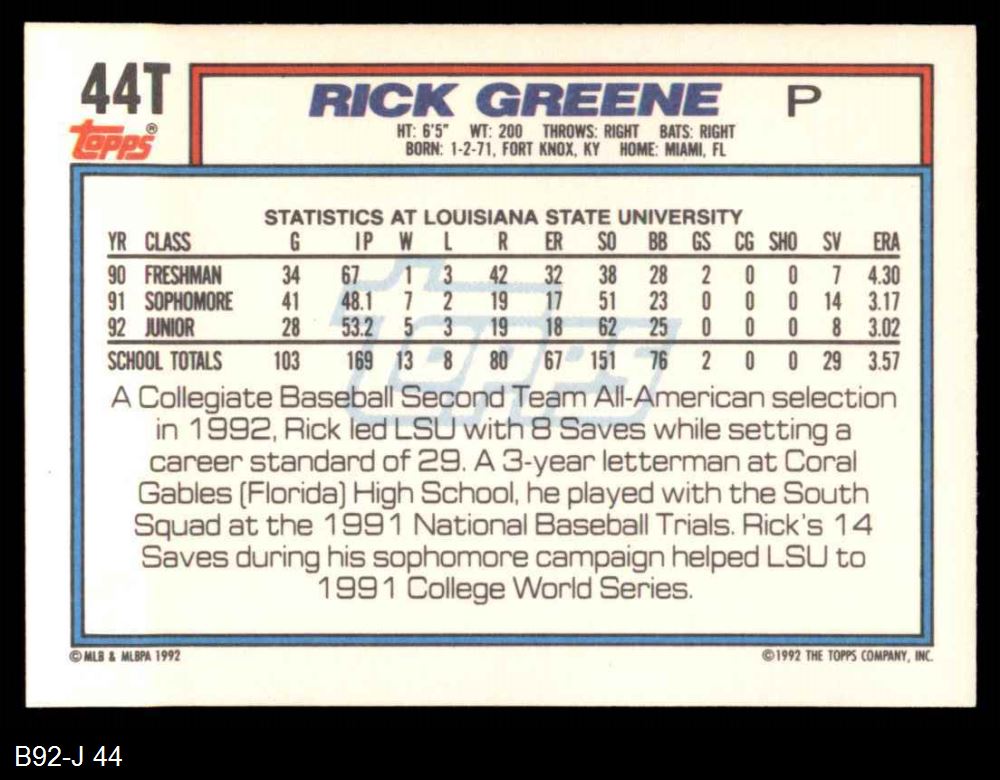 44T
topps®
RICK GREENE P
HT: 6'5" WT: 200 THROWS: RIGHT BATS: RIGHT
BORN: 1-2-71, FORT KNOX, KY HOME: MIAMI, FL
STATISTICS AT LOUISIANA STATE UNIVERSITY
YR CLASS G IP W L R ER SO BB GS CG SHO SV ERA
90 FRESHMAN 34 67 1 3 42 32 38 28 2 0 0 7 4.30
91 SOPHOMORE 41 48.1 7 2 19 17 51 23 0 0 0 14 3.17
92 JUNIOR 28 53.2 5 3 19 18 62 25 0 0 0 8 3.02
SCHOOL TOTALS 103 169 13 8 80 67 151 76 2 0 0 29 3.57
topps
A Collegiate Baseball Second Team All-American selection
in 1992, Rick led LSU with 8 Saves while setting a
career standard of 29. A 3-year letterman at Coral
Gables (Florida) High School, he played with the South
Squad at the 1991 National Baseball Trials. Rick's 14
Saves during his sophomore campaign helped LSU to
1991 College World Series.
© MLB & MLBPA 1992
©1992 THE TOPPS COMPANY, INC.
B92-J 44